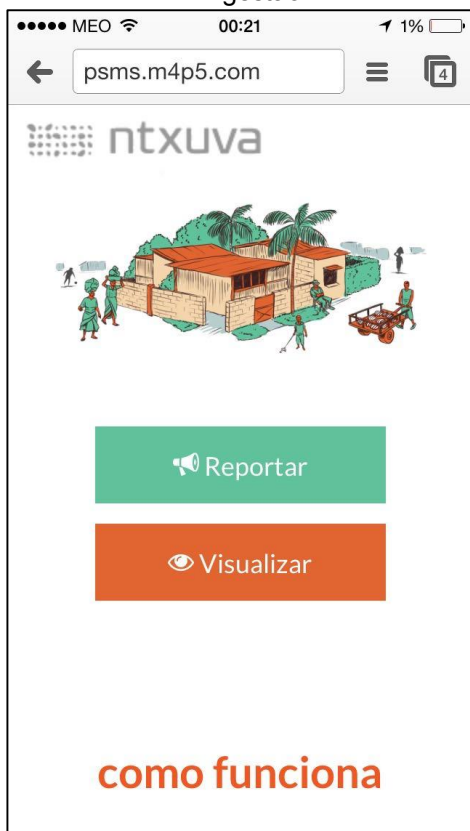 MEO 00:21 1%
psms.m4p5.com 4
ntxuva
Reportar
Visualizar
como funciona